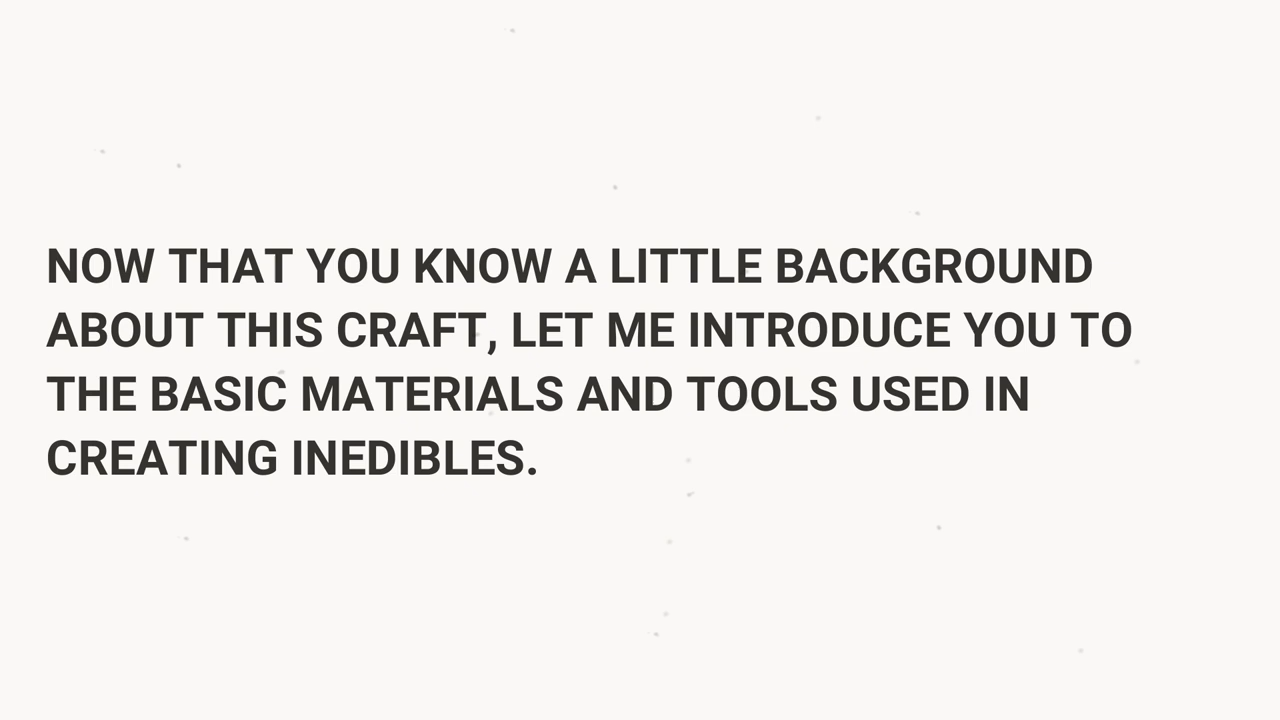 NOW THAT YOU KNOW A LITTLE BACKGROUND
ABOUT THIS CRAFT, LET ME INTRODUCE YOU TO
THE BASIC MATERIALS AND TOOLS USED IN
CREATING INEDIBLES.